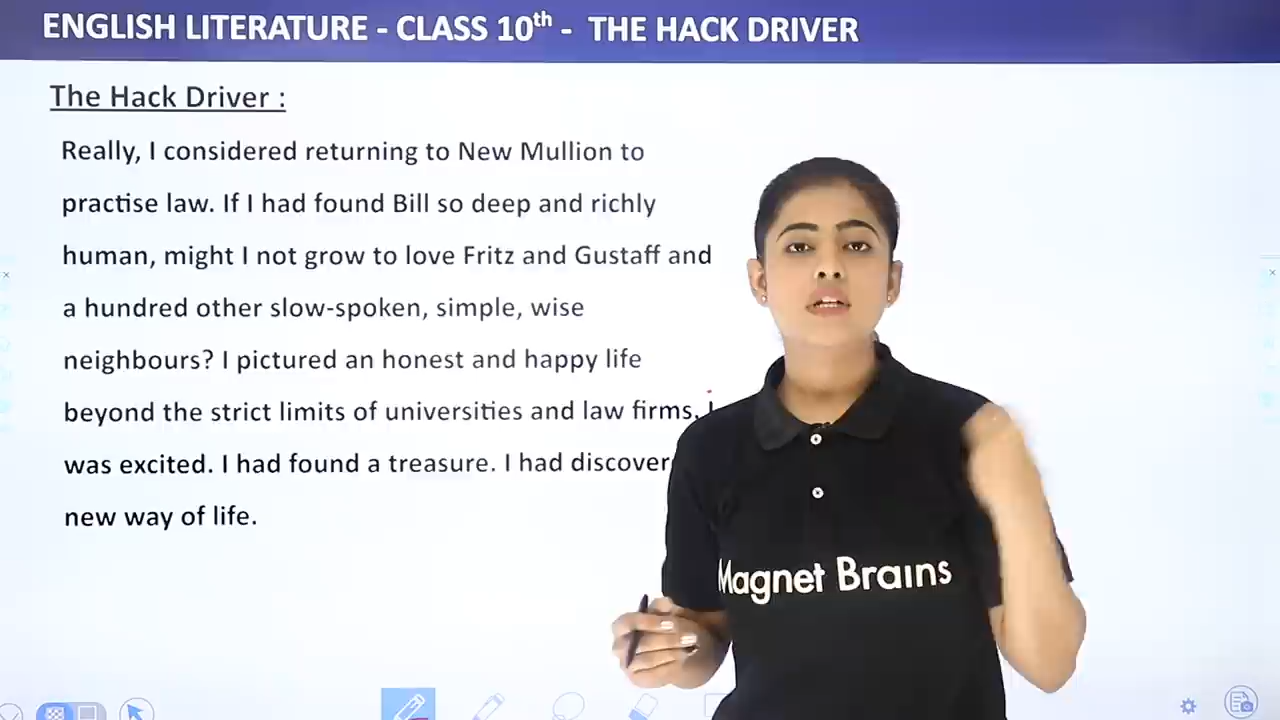 ENGLISH LITERATURE - CLASS 10th - THE HACK DRIVER
The Hack Driver :
Really, I considered returning to New Mullion to
practise law. If I had found Bill so deep and richly
human, might I not grow to love Fritz and Gustaff and
a hundred other slow-spoken, simple, wise
neighbours? I pictured an honest and happy life
beyond the strict limits of universities and law firms. I
was excited. I had found a treasure. I had
new way of life.
Magnet Brains